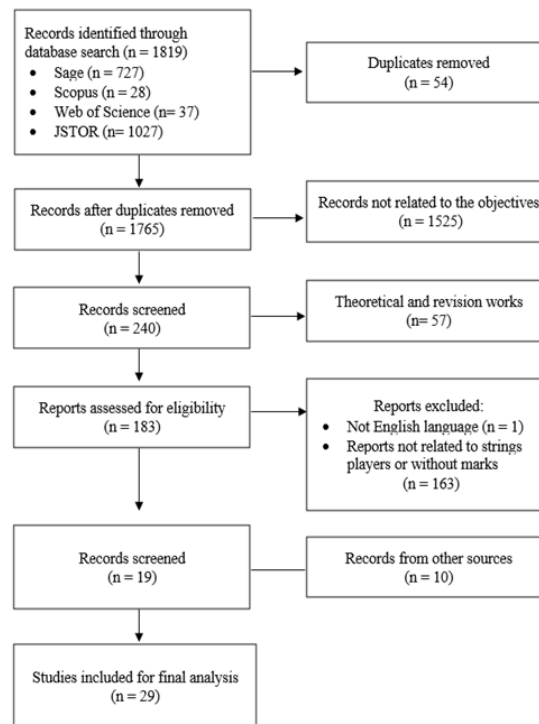 Records identified through
database search (n = 1819)
• Sage (n = 727)
• Scopus (n = 28)
• Web of Science (n= 37)
• JSTOR (n= 1027)
Duplicates removed
(n = 54)
Records after duplicates removed
(n = 1765)
Records not related to the objectives
(n = 1525)
Records screened
(n = 240)
Theoretical and revision works
(n= 57)
Reports assessed for eligibility
(n = 183)
Reports excluded:
• Not English language (n = 1)
• Reports not related to strings
players or without marks
(n = 163)
Records screened
(n = 19)
Records from other sources
(n = 10)
Studies included for final analysis
(n = 29)